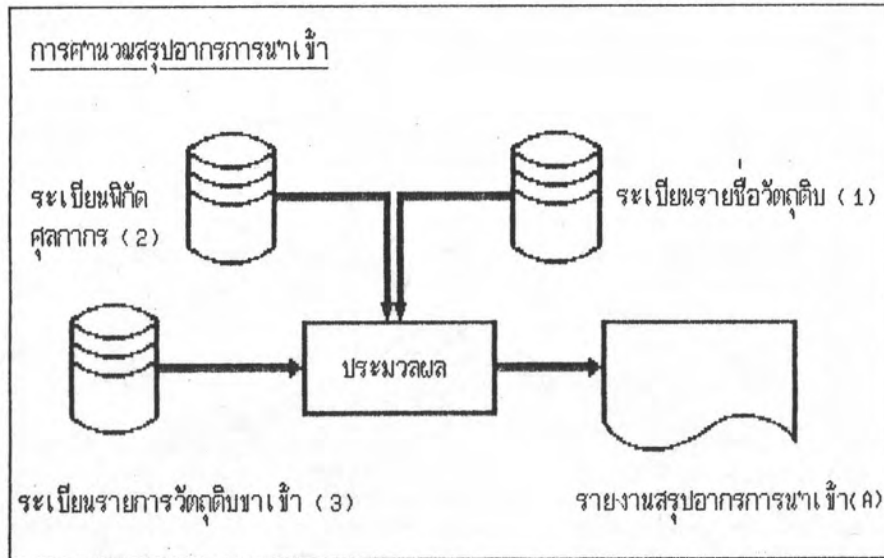 การคำนวณสรุปอากรการนำเข้า
ระเบียนพิกัด
ศุลกากร (2)
ระเบียนรายชื่อวัตถุดิบ (1)
ประมวลผล
ระเบียนรายการวัตถุดิบขาเข้า (3)
รายงานสรุปอากรการนำเข้า(A)